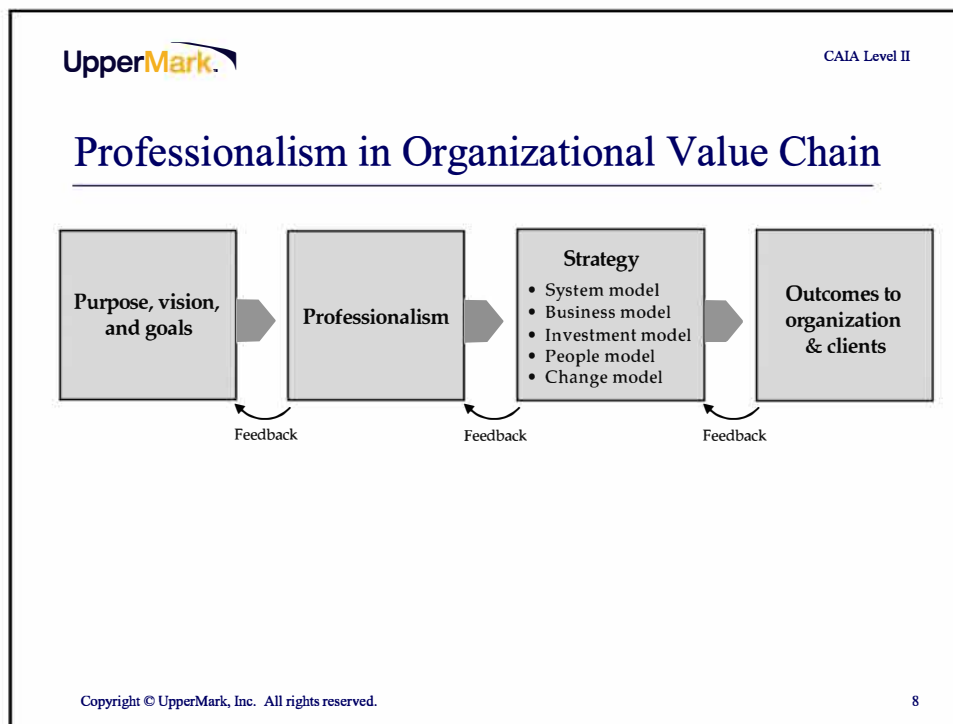 UpperMark.
CAIA Level II
Professionalism in Organizational Value Chain
Purpose, vision,
and goals
Professionalism
Strategy
• System model
• Business model
• Investment model
• People model
• Change model
Outcomes to
organization
& clients
Feedback
Feedback
Feedback
Copyright © UpperMark, Inc. All rights reserved.
8